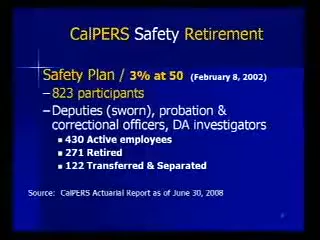 CalPERS Safety Retirement
Safety Plan / 3% at 50 (February 8, 2002)
–823 participants
–Deputies (sworn), probation &
correctional officers, DA investigators
■ 430 Active employees
■ 271 Retired
■ 122 Transferred & Separated
Source: CalPERS Actuarial Report as of June 30, 2008